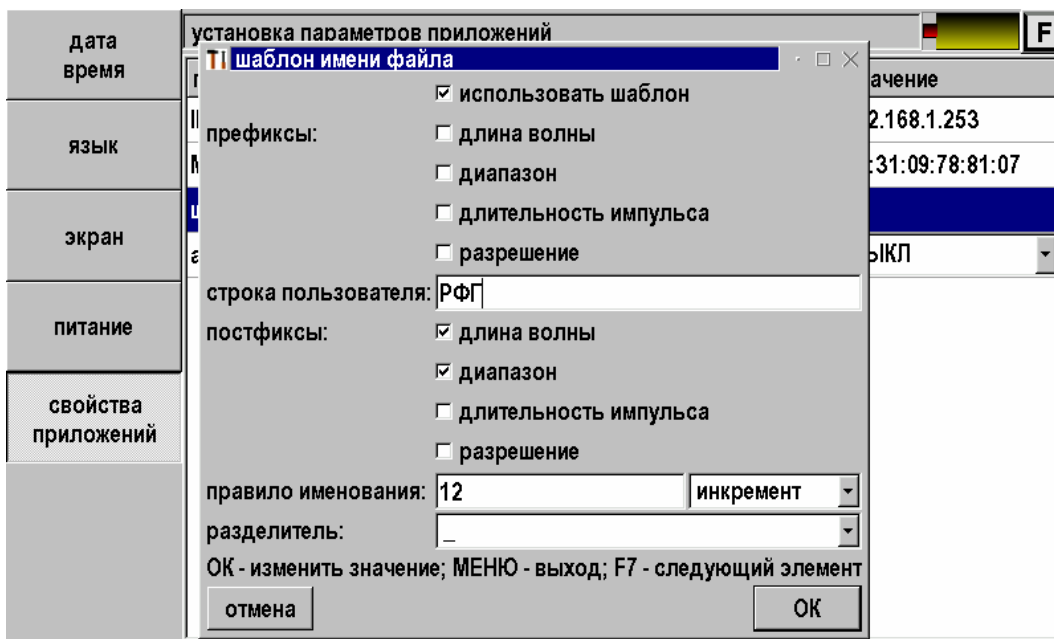 дата
время
язык
экран
питание
свойства
приложений
установка параметров приложений
F
шаблон имени файла
использовать шаблон
префиксы:
длина волны
диапазон
длительность импульса
разрешение
строка пользователя: РФГ
постфиксы:
длина волны
диапазон
длительность импульса
разрешение
правило именования: 12 инкремент
разделитель: _
ОК - изменить значение; МЕНЮ - выход; F7 - следующий элемент
отмена
ОК
ачение
2.168.1.253
:31:09:78:81:07
ЫКЛ